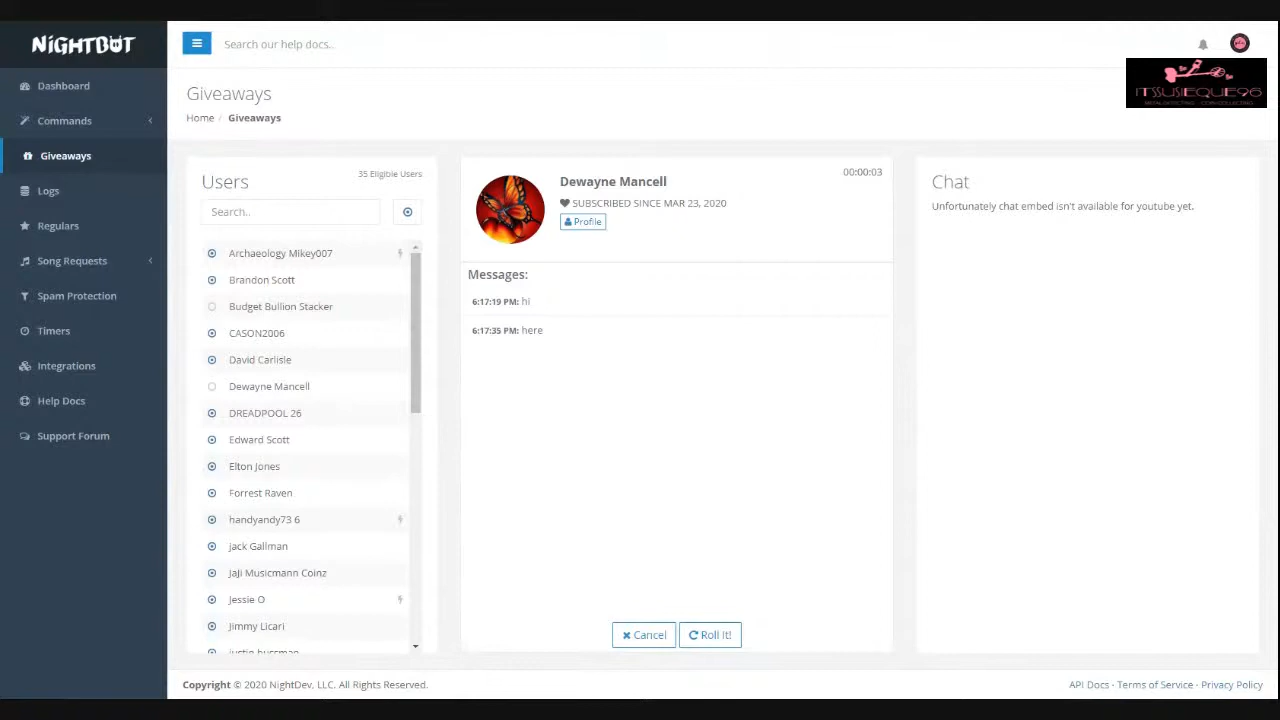 NiGHTBOT
Search our help docs..
ITSSUSIEQUE96
Dashboard
Commands
Giveaways
Logs
Regulars
Song Requests
Spam Protection
Timers
Integrations
Help Docs
Support Forum
Giveaways
Home / Giveaways
Users
35 Eligible Users
Search..
Archaeology Mikey007
Brandon Scott
Budget Bullion Stacker
CASON2006
David Carlisle
Dewayne Mancell
DREADPOOL 26
Edward Scott
Elton Jones
Forrest Raven
handyandy73 6
jack Gallman
JaJi Musicmann Coinz
Jessie O
Jimmy Licari
Dewayne Mancell
00:00:03
SUBSCRIBED SINCE MAR 23, 2020
Profile
Messages:
6:17:19 PM: hi
6:17:35 PM: here
Cancel
Roll It!
Chat
Unfortunately chat embed isn't available for youtube yet.
Copyright © 2020 NightDev, LLC. All Rights Reserved.
API Docs · Terms of Service · Privacy Policy